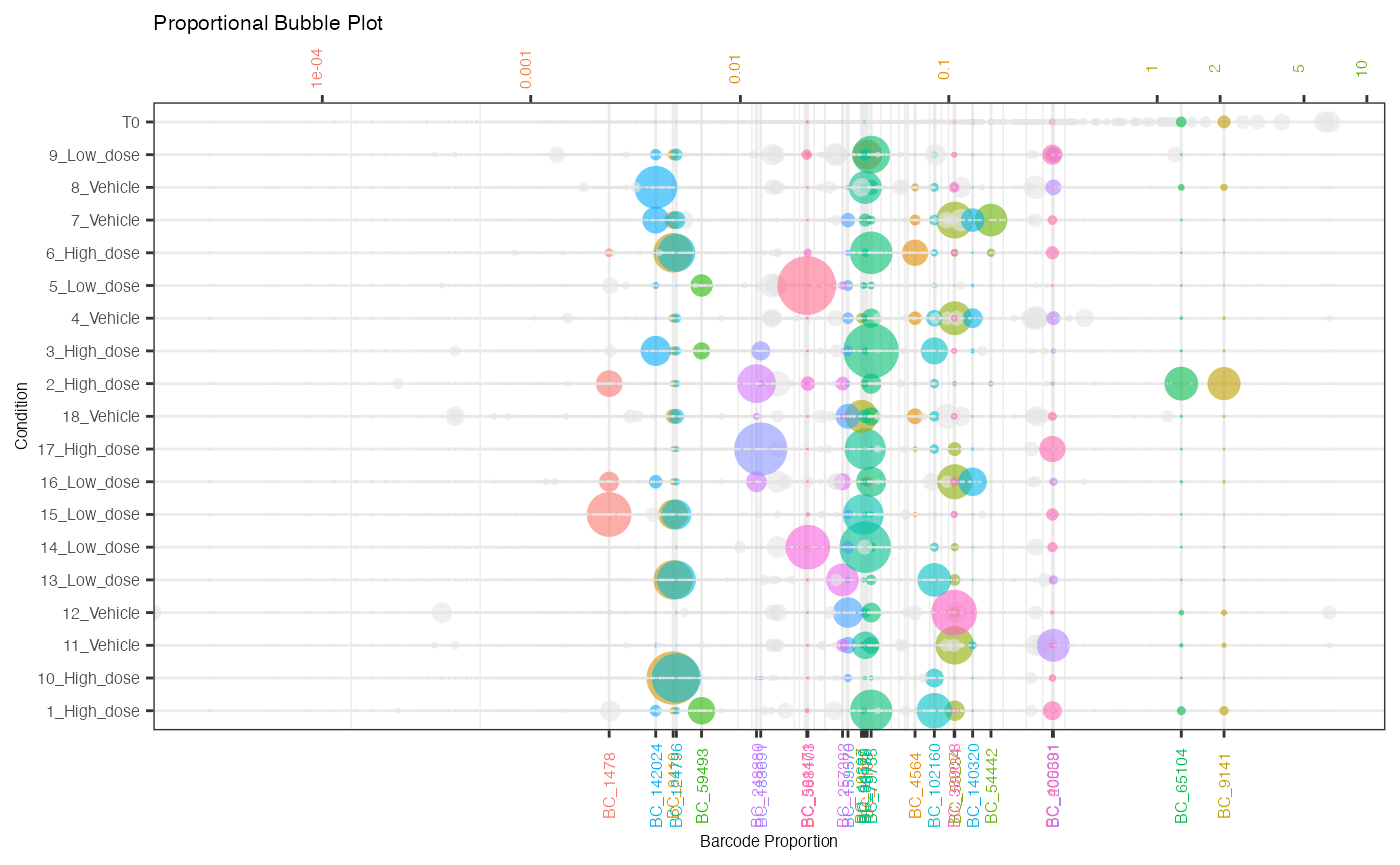 Proportional Bubble Plot
1e-04
0.001
0.01
0.1
1
2
5
10
T0
9_Low_dose
8_Vehicle
7_Vehicle
6_High_dose
5_Low_dose
4_Vehicle
3_High_dose
2_High_dose
18_Vehicle
17_High_dose
16_Low_dose
15_Low_dose
14_Low_dose
13_Low_dose
12_Vehicle
11_Vehicle
10_High_dose
1_High_dose
Condition
BC_1478
BC_142024
BC_59493
BC_4564
BC_102160
BC_140320
BC_54442
BC_65104
BC_9141
Barcode Proportion